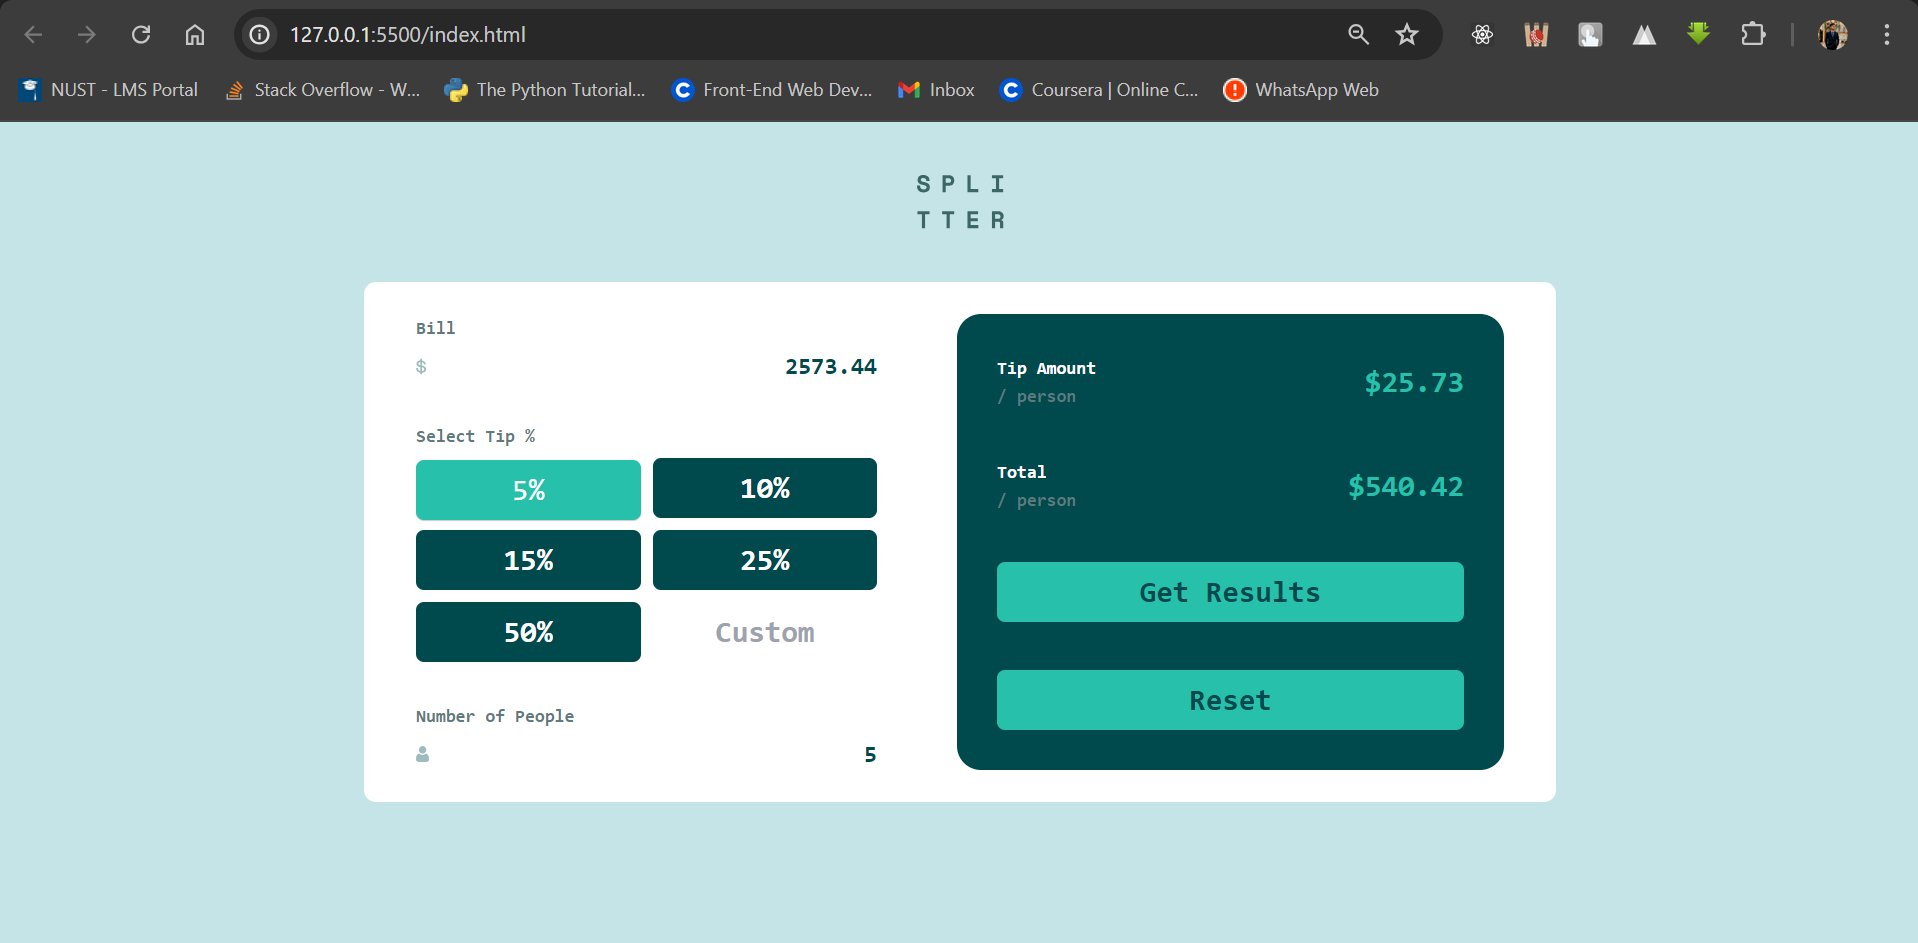 127.0.0.1:5500/index.html
NUST - LMS Portal
Stack Overflow - W...
The Python Tutorial...
Front-End Web Dev...
Inbox
Coursera | Online C...
WhatsApp Web
SPLI
TTER
Bill
$ 2573.44
Select Tip %
5% 10%
15% 25%
50% Custom
Number of People
5
Tip Amount
/ person
$25.73
Total
/ person
$540.42
Get Results
Reset